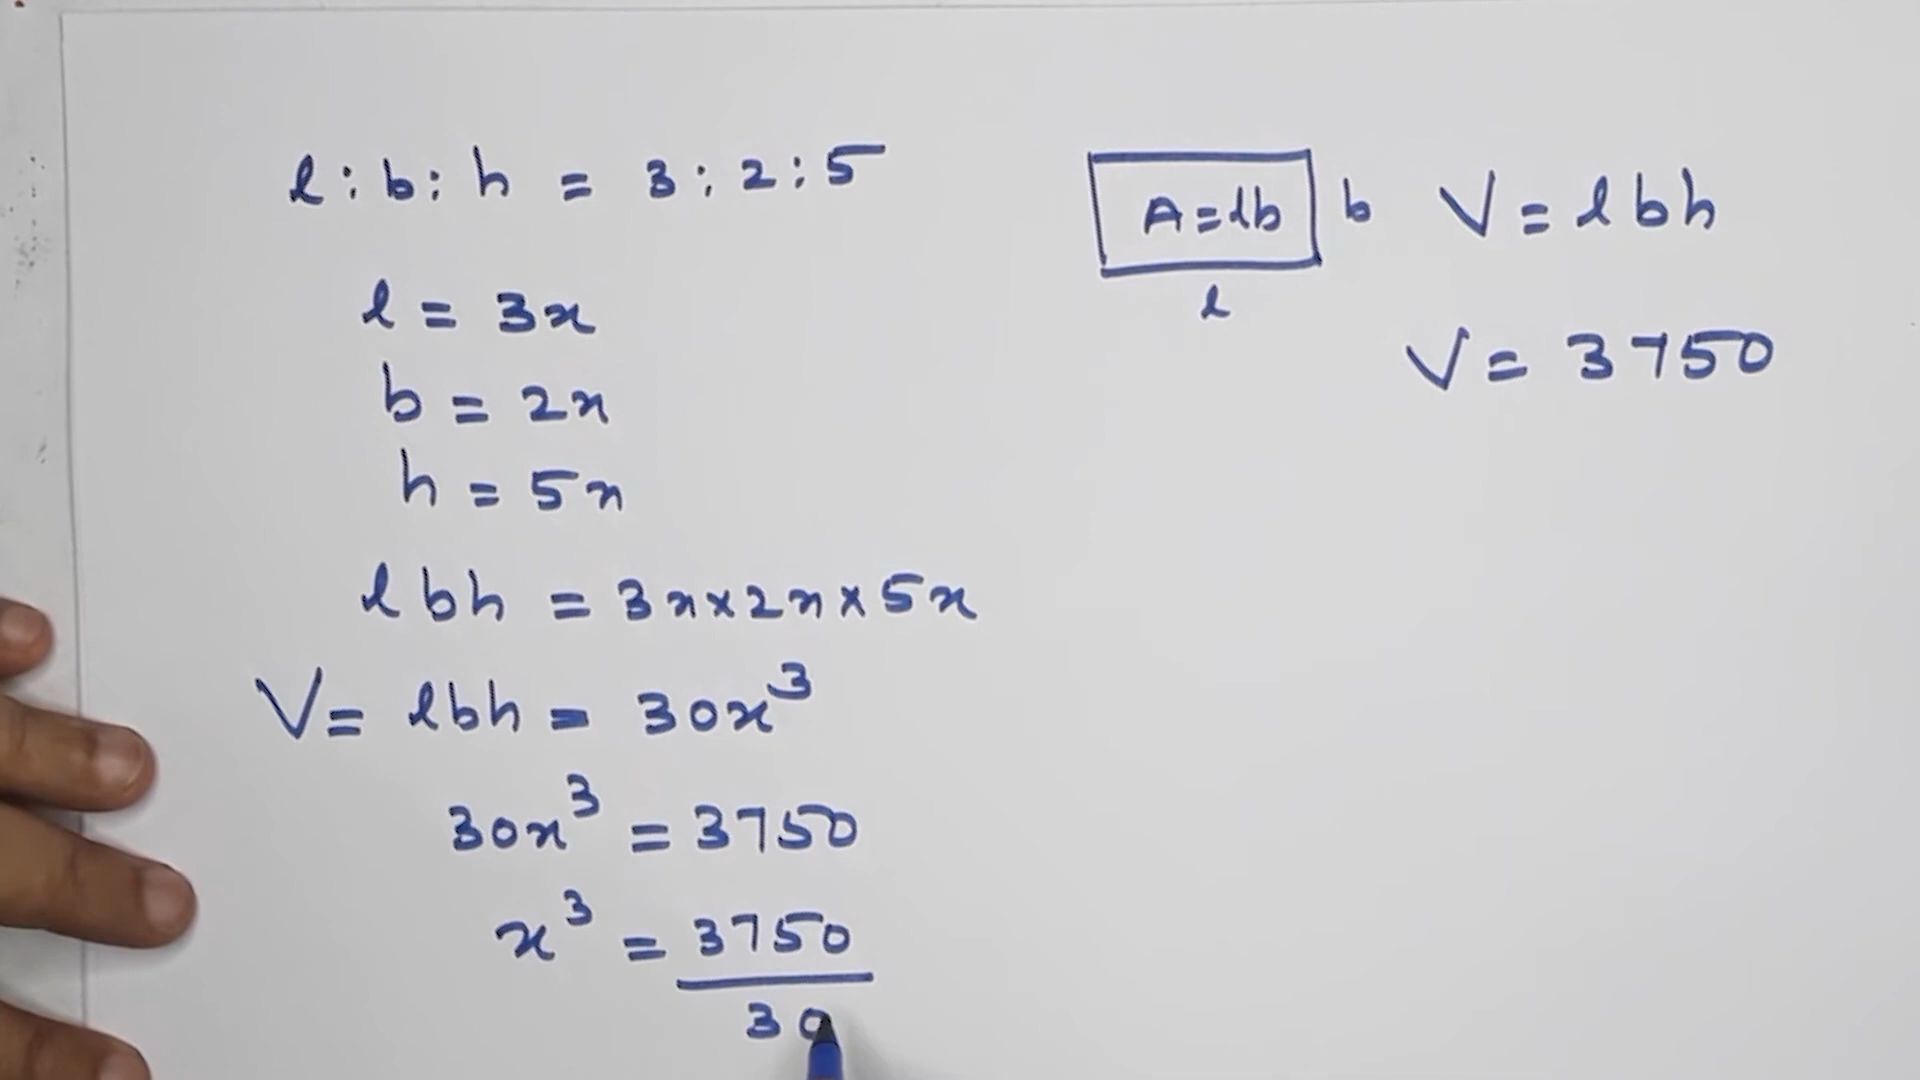 l : b : h = 3 : 2 : 5
l = 3x
b = 2x
h = 5x
lbh = 3x × 2x × 5x
V = lbh = 30x³
30x³ = 3750
x³ = 3750
30
A = lb
b
l
V = lbh
V = 3750